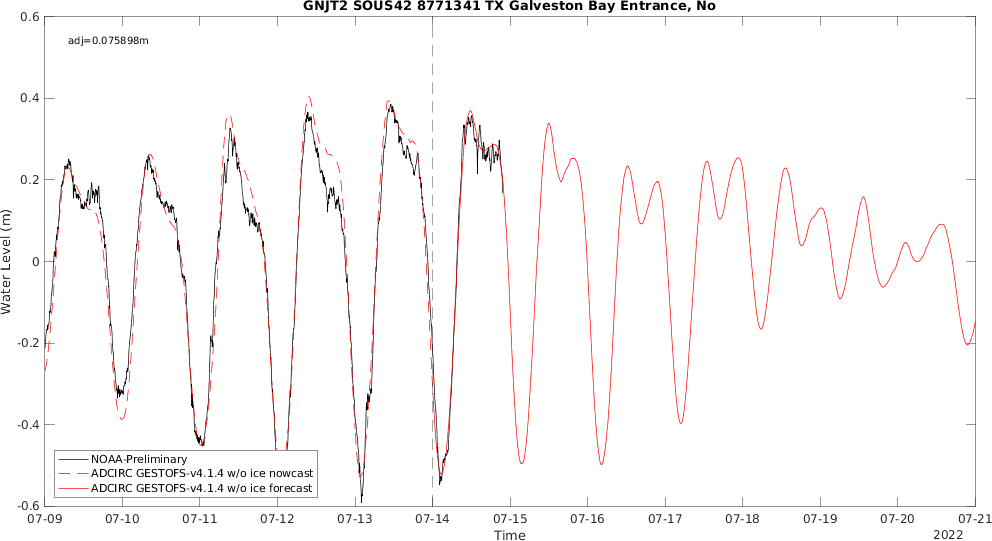 GNJT2 SOUS42 8771341 TX Galveston Bay Entrance, No
adj=0.075898m
0.6
0.4
0.2
0
-0.2
-0.4
-0.6
Water Level (m)
NOAA-Preliminary
ADCIRC GESTOFS-v4.1.4 w/o ice nowcast
ADCIRC GESTOFS-v4.1.4 w/o ice forecast
07-09 07-10 07-11 07-12 07-13 07-14 07-15 07-16 07-17 07-18 07-19 07-20 07-21
Time
2022